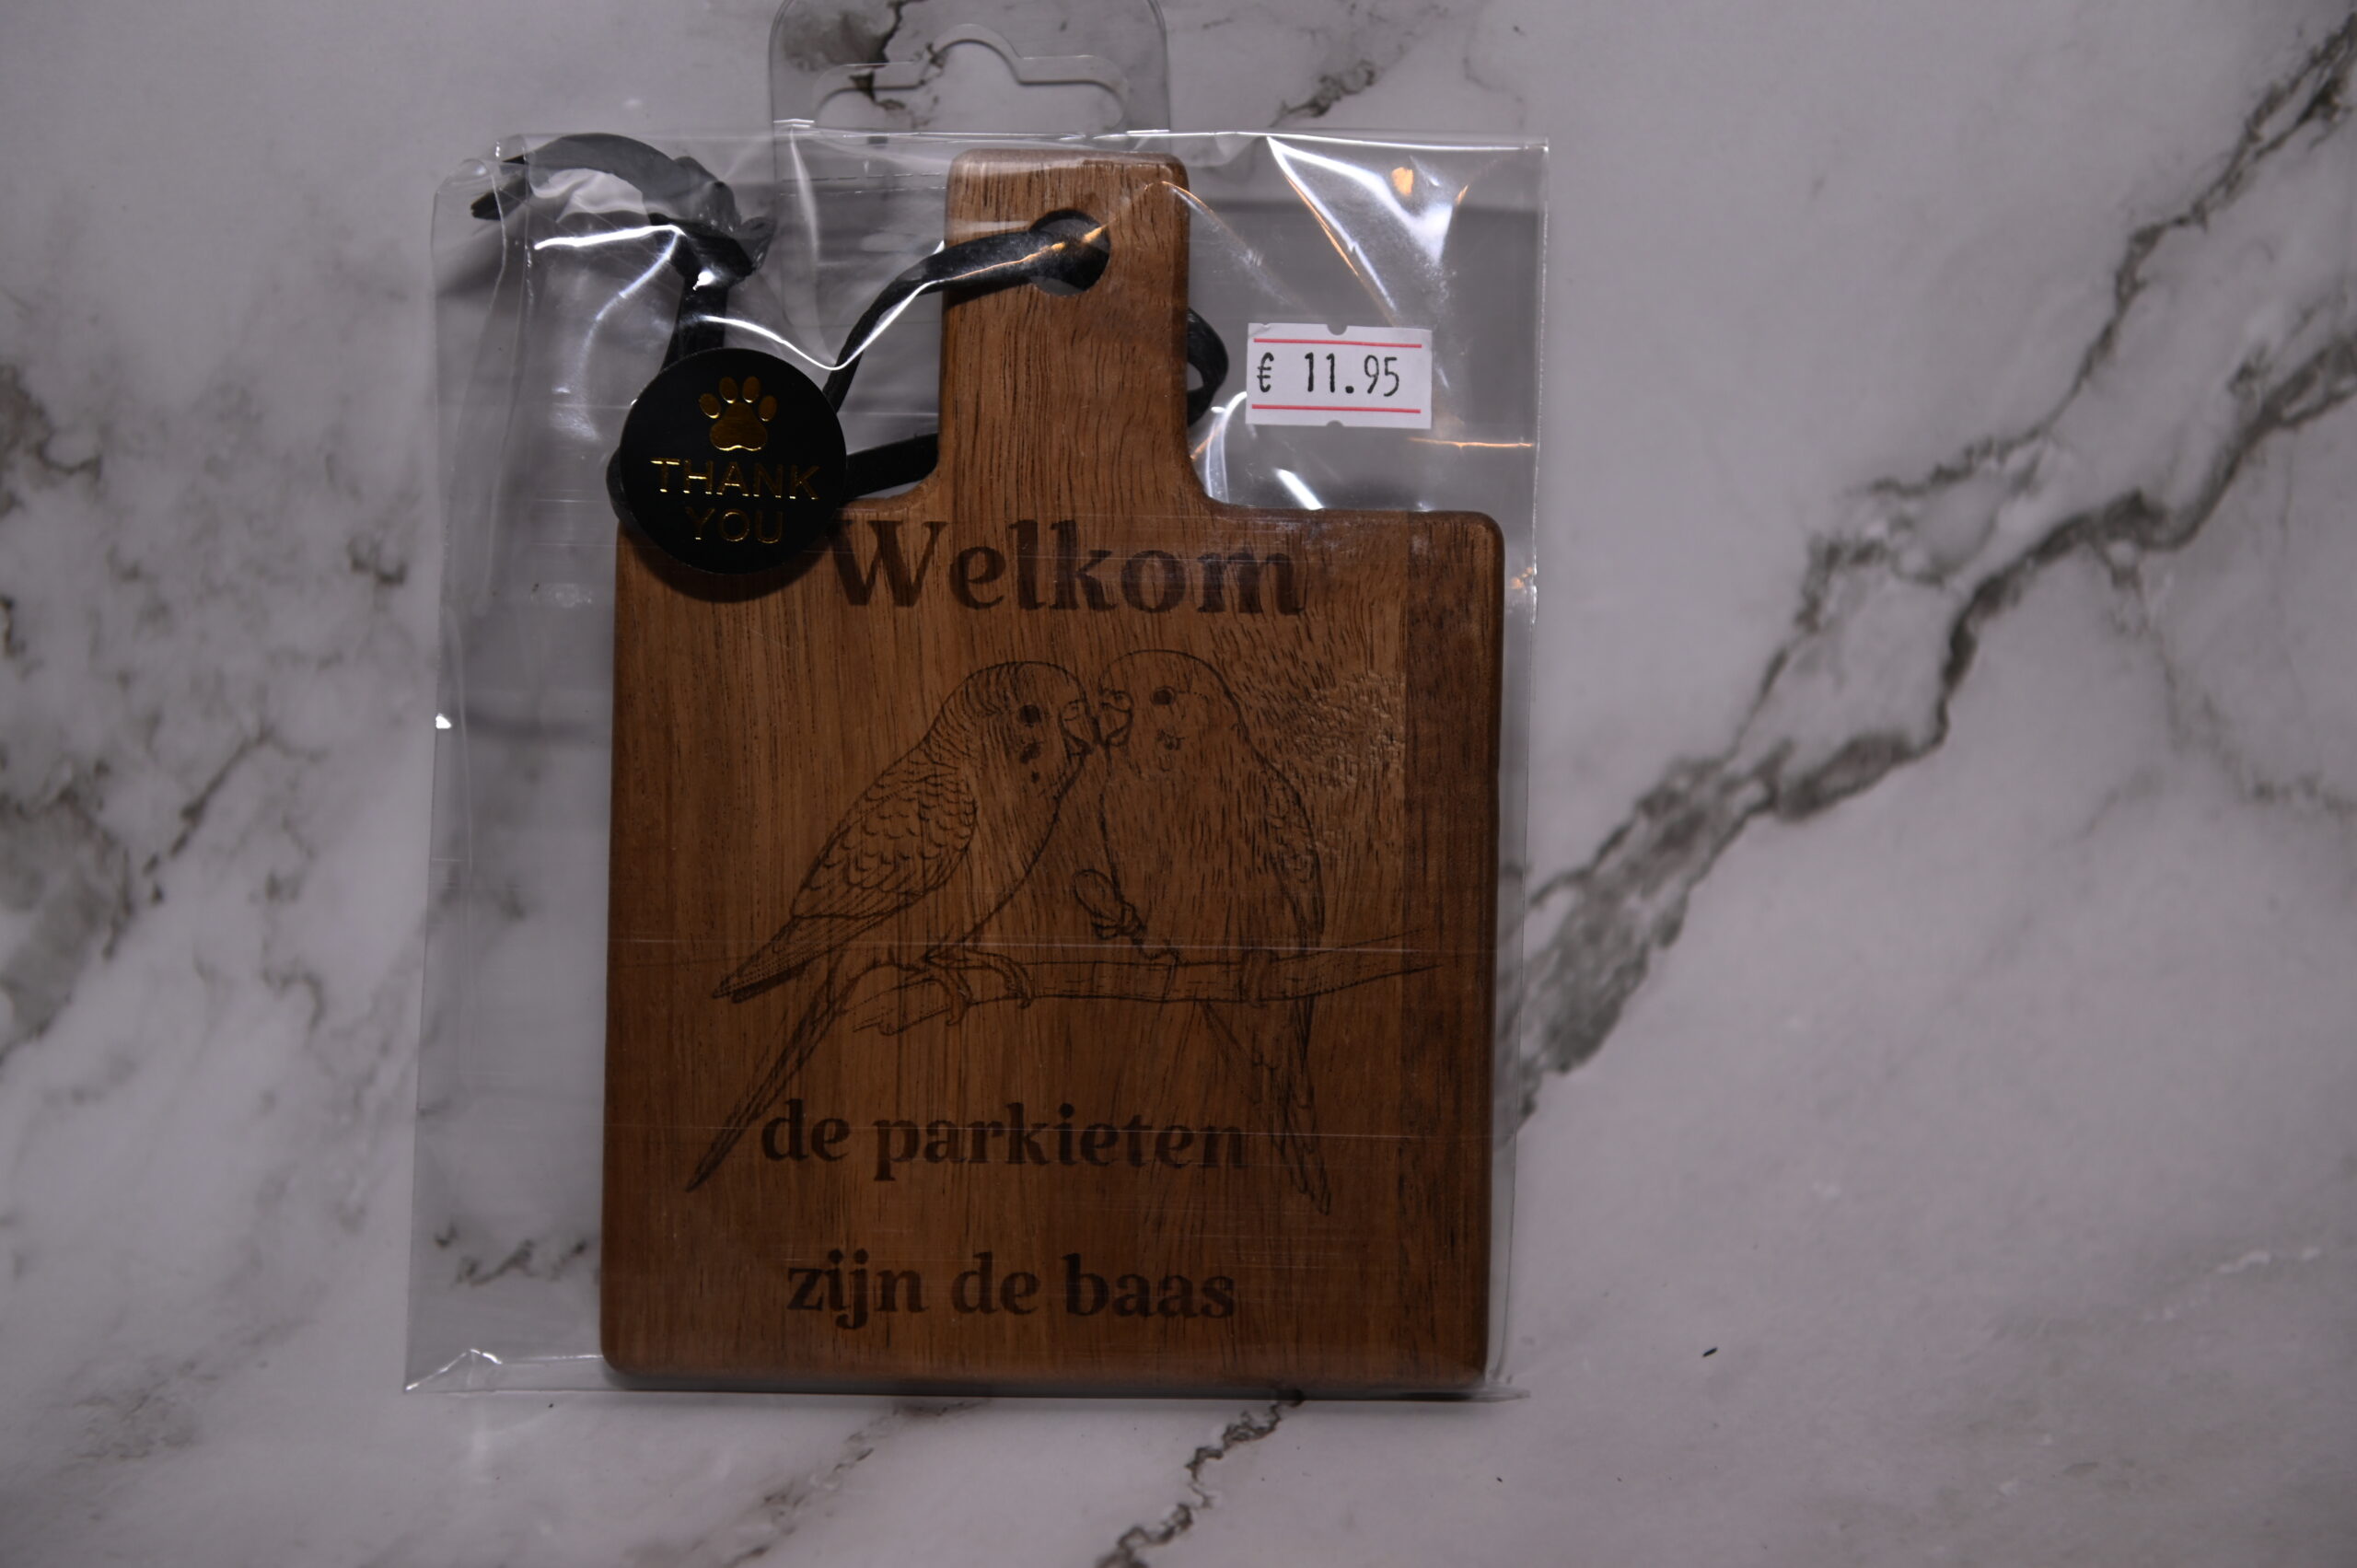 € 11.95
THANK
YOU
Welkom
de parkieten
zijn de baas